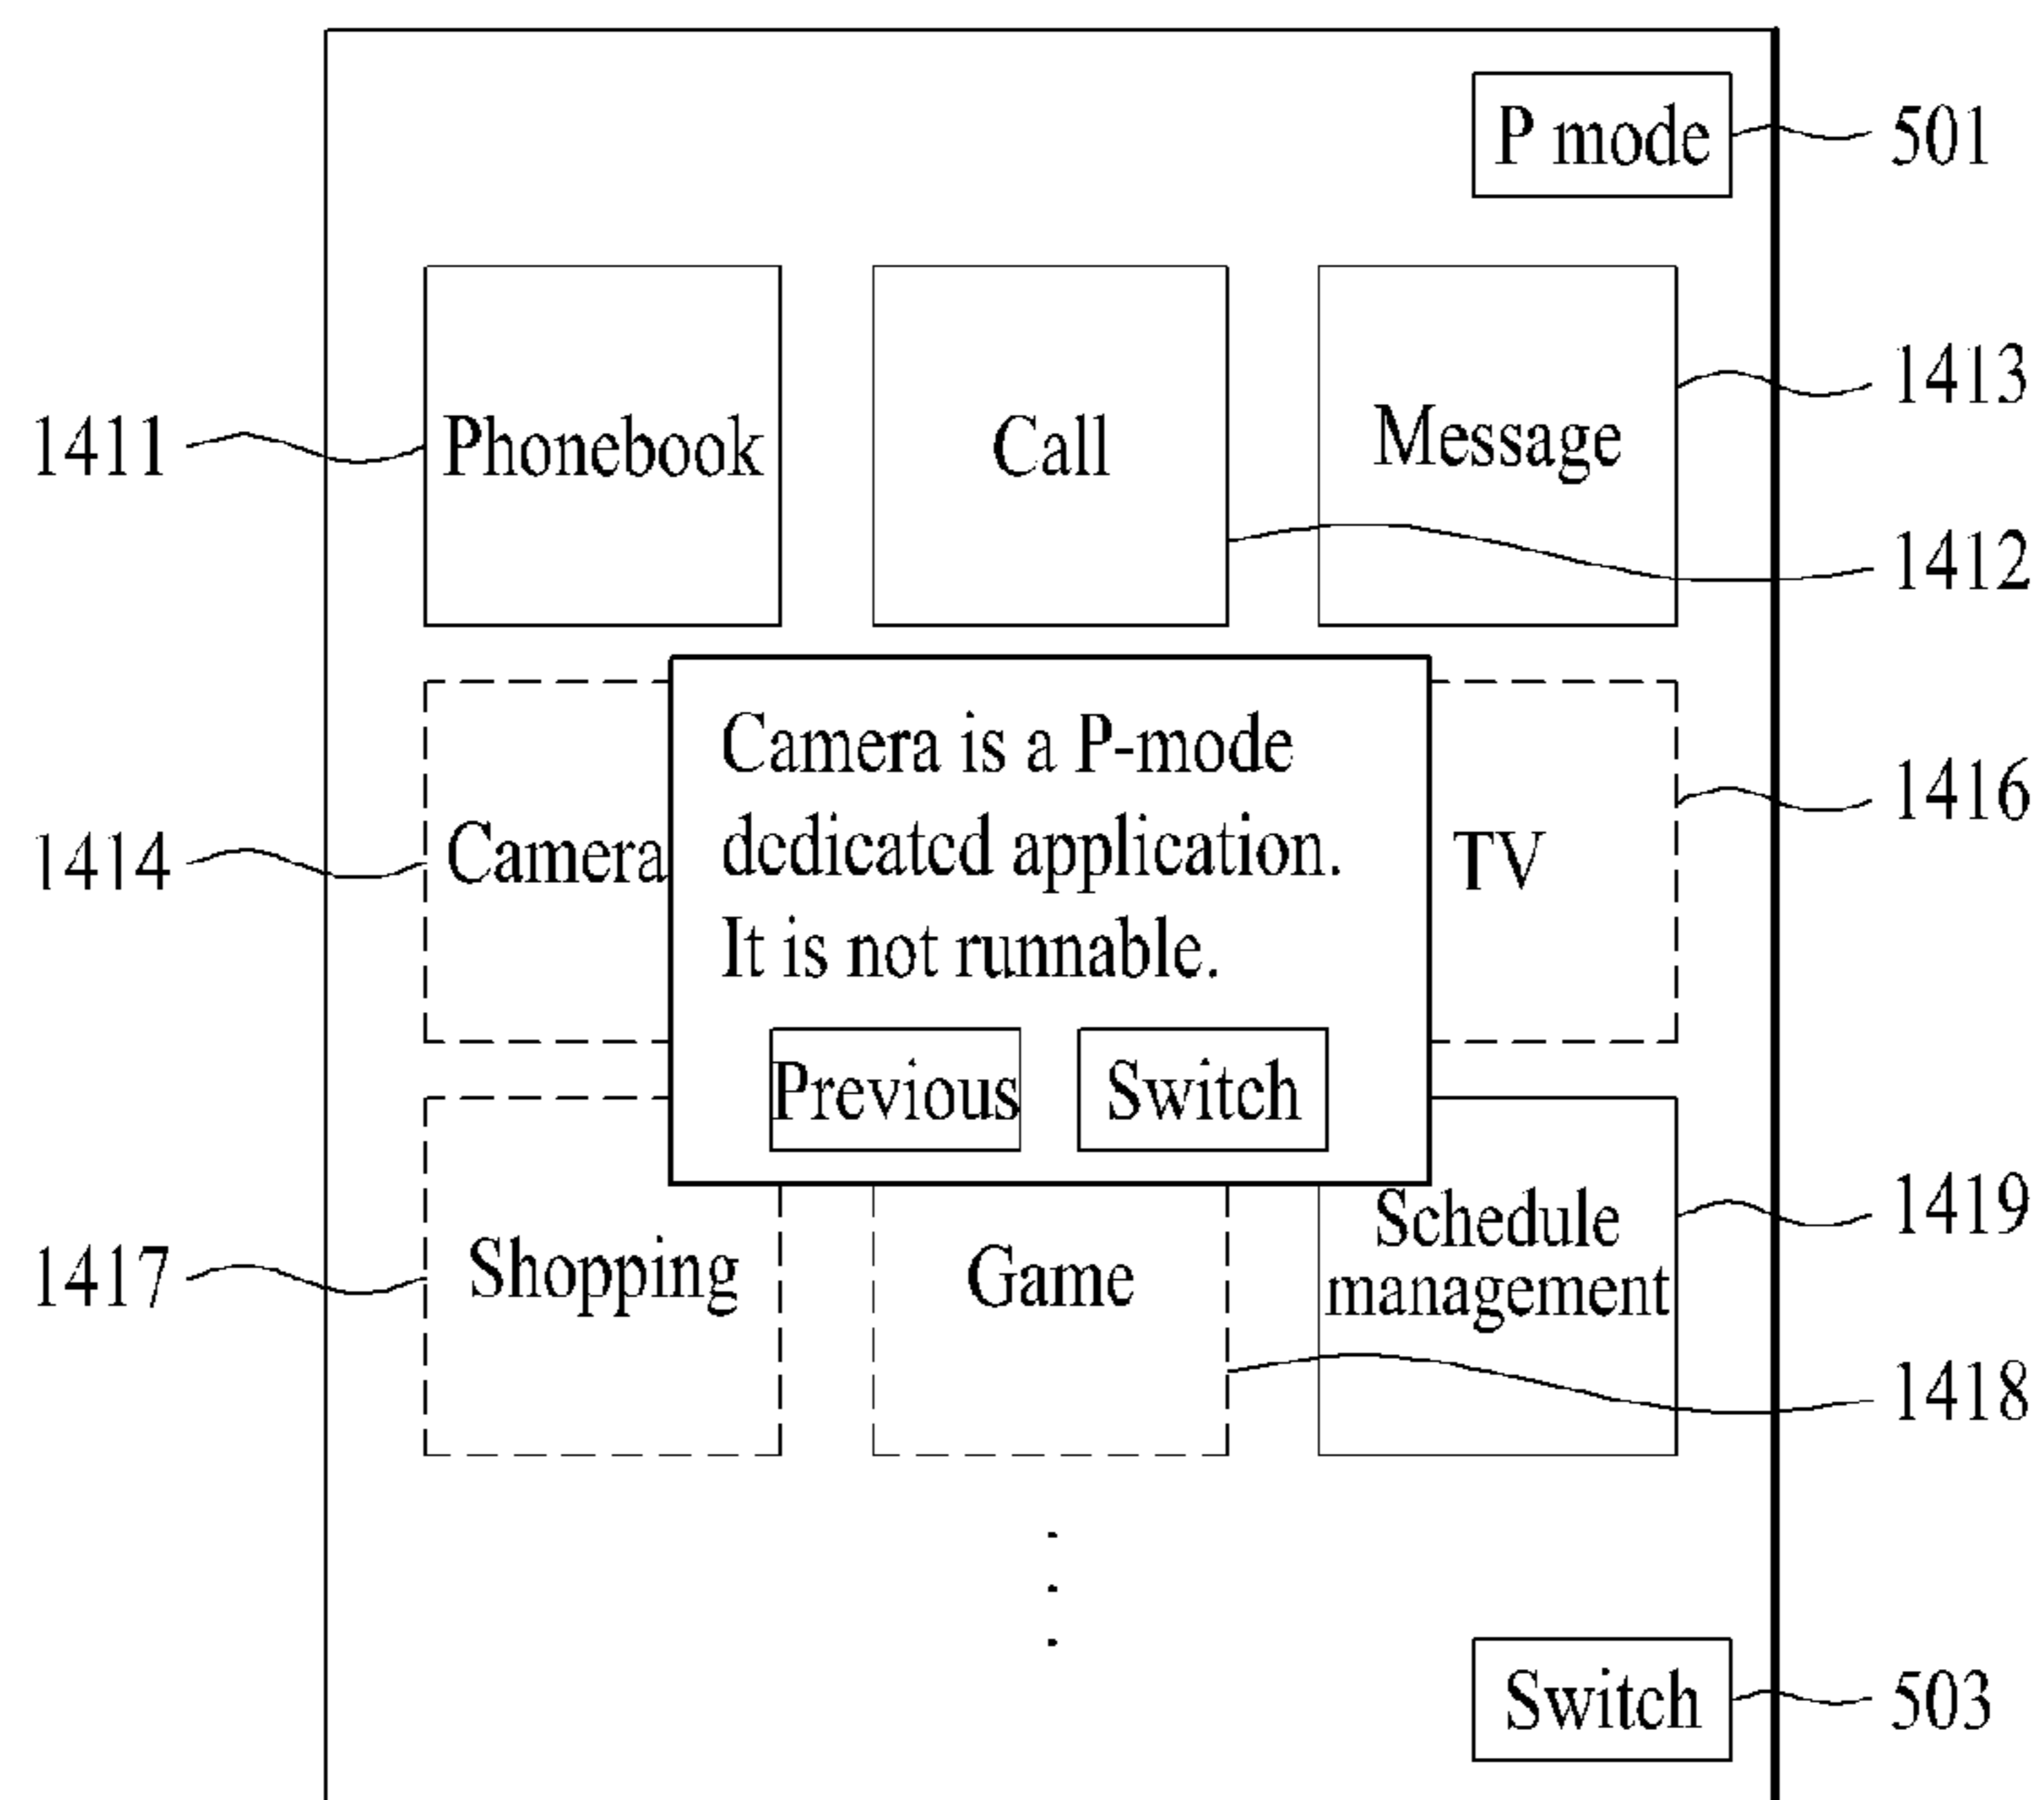 P mode
501
1411
Phonebook
Call
Message
1413
1412
1414
Camera
Camera is a P-mode
dedicated application.
It is not runnable.
Previous
Switch
TV
1416
1417
Shopping
Game
Schedule
management
1419
1418
Switch
503